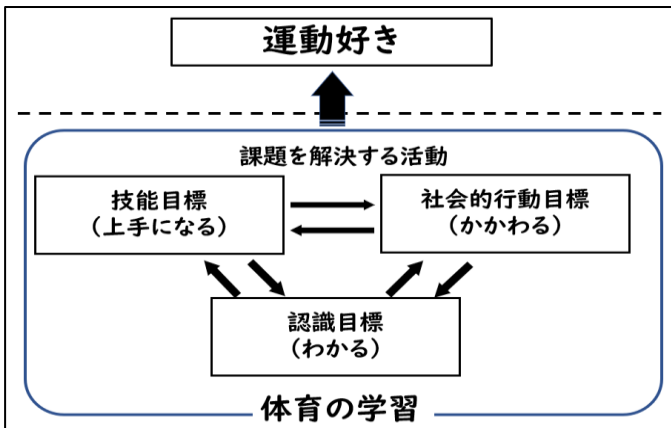 運動好き
課題を解決する活動
技能目標
(上手になる)
社会的行動目標
(かかわる)
認識目標
(わかる)
体育の学習